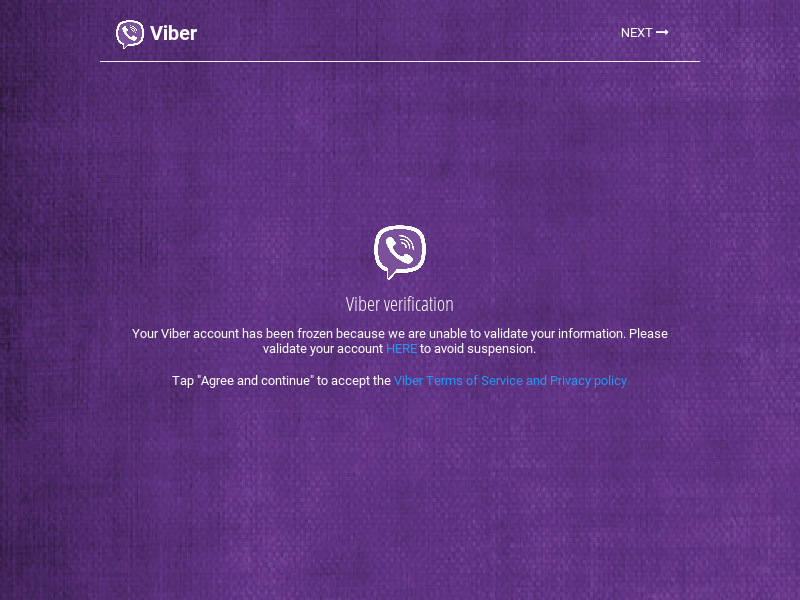 Viber
NEXT
Viber verification
Your Viber account has been frozen because we are unable to validate your information. Please
validate your account HERE to avoid suspension.
Tap "Agree and continue" to accept the Viber Terms of Service and Privacy policy